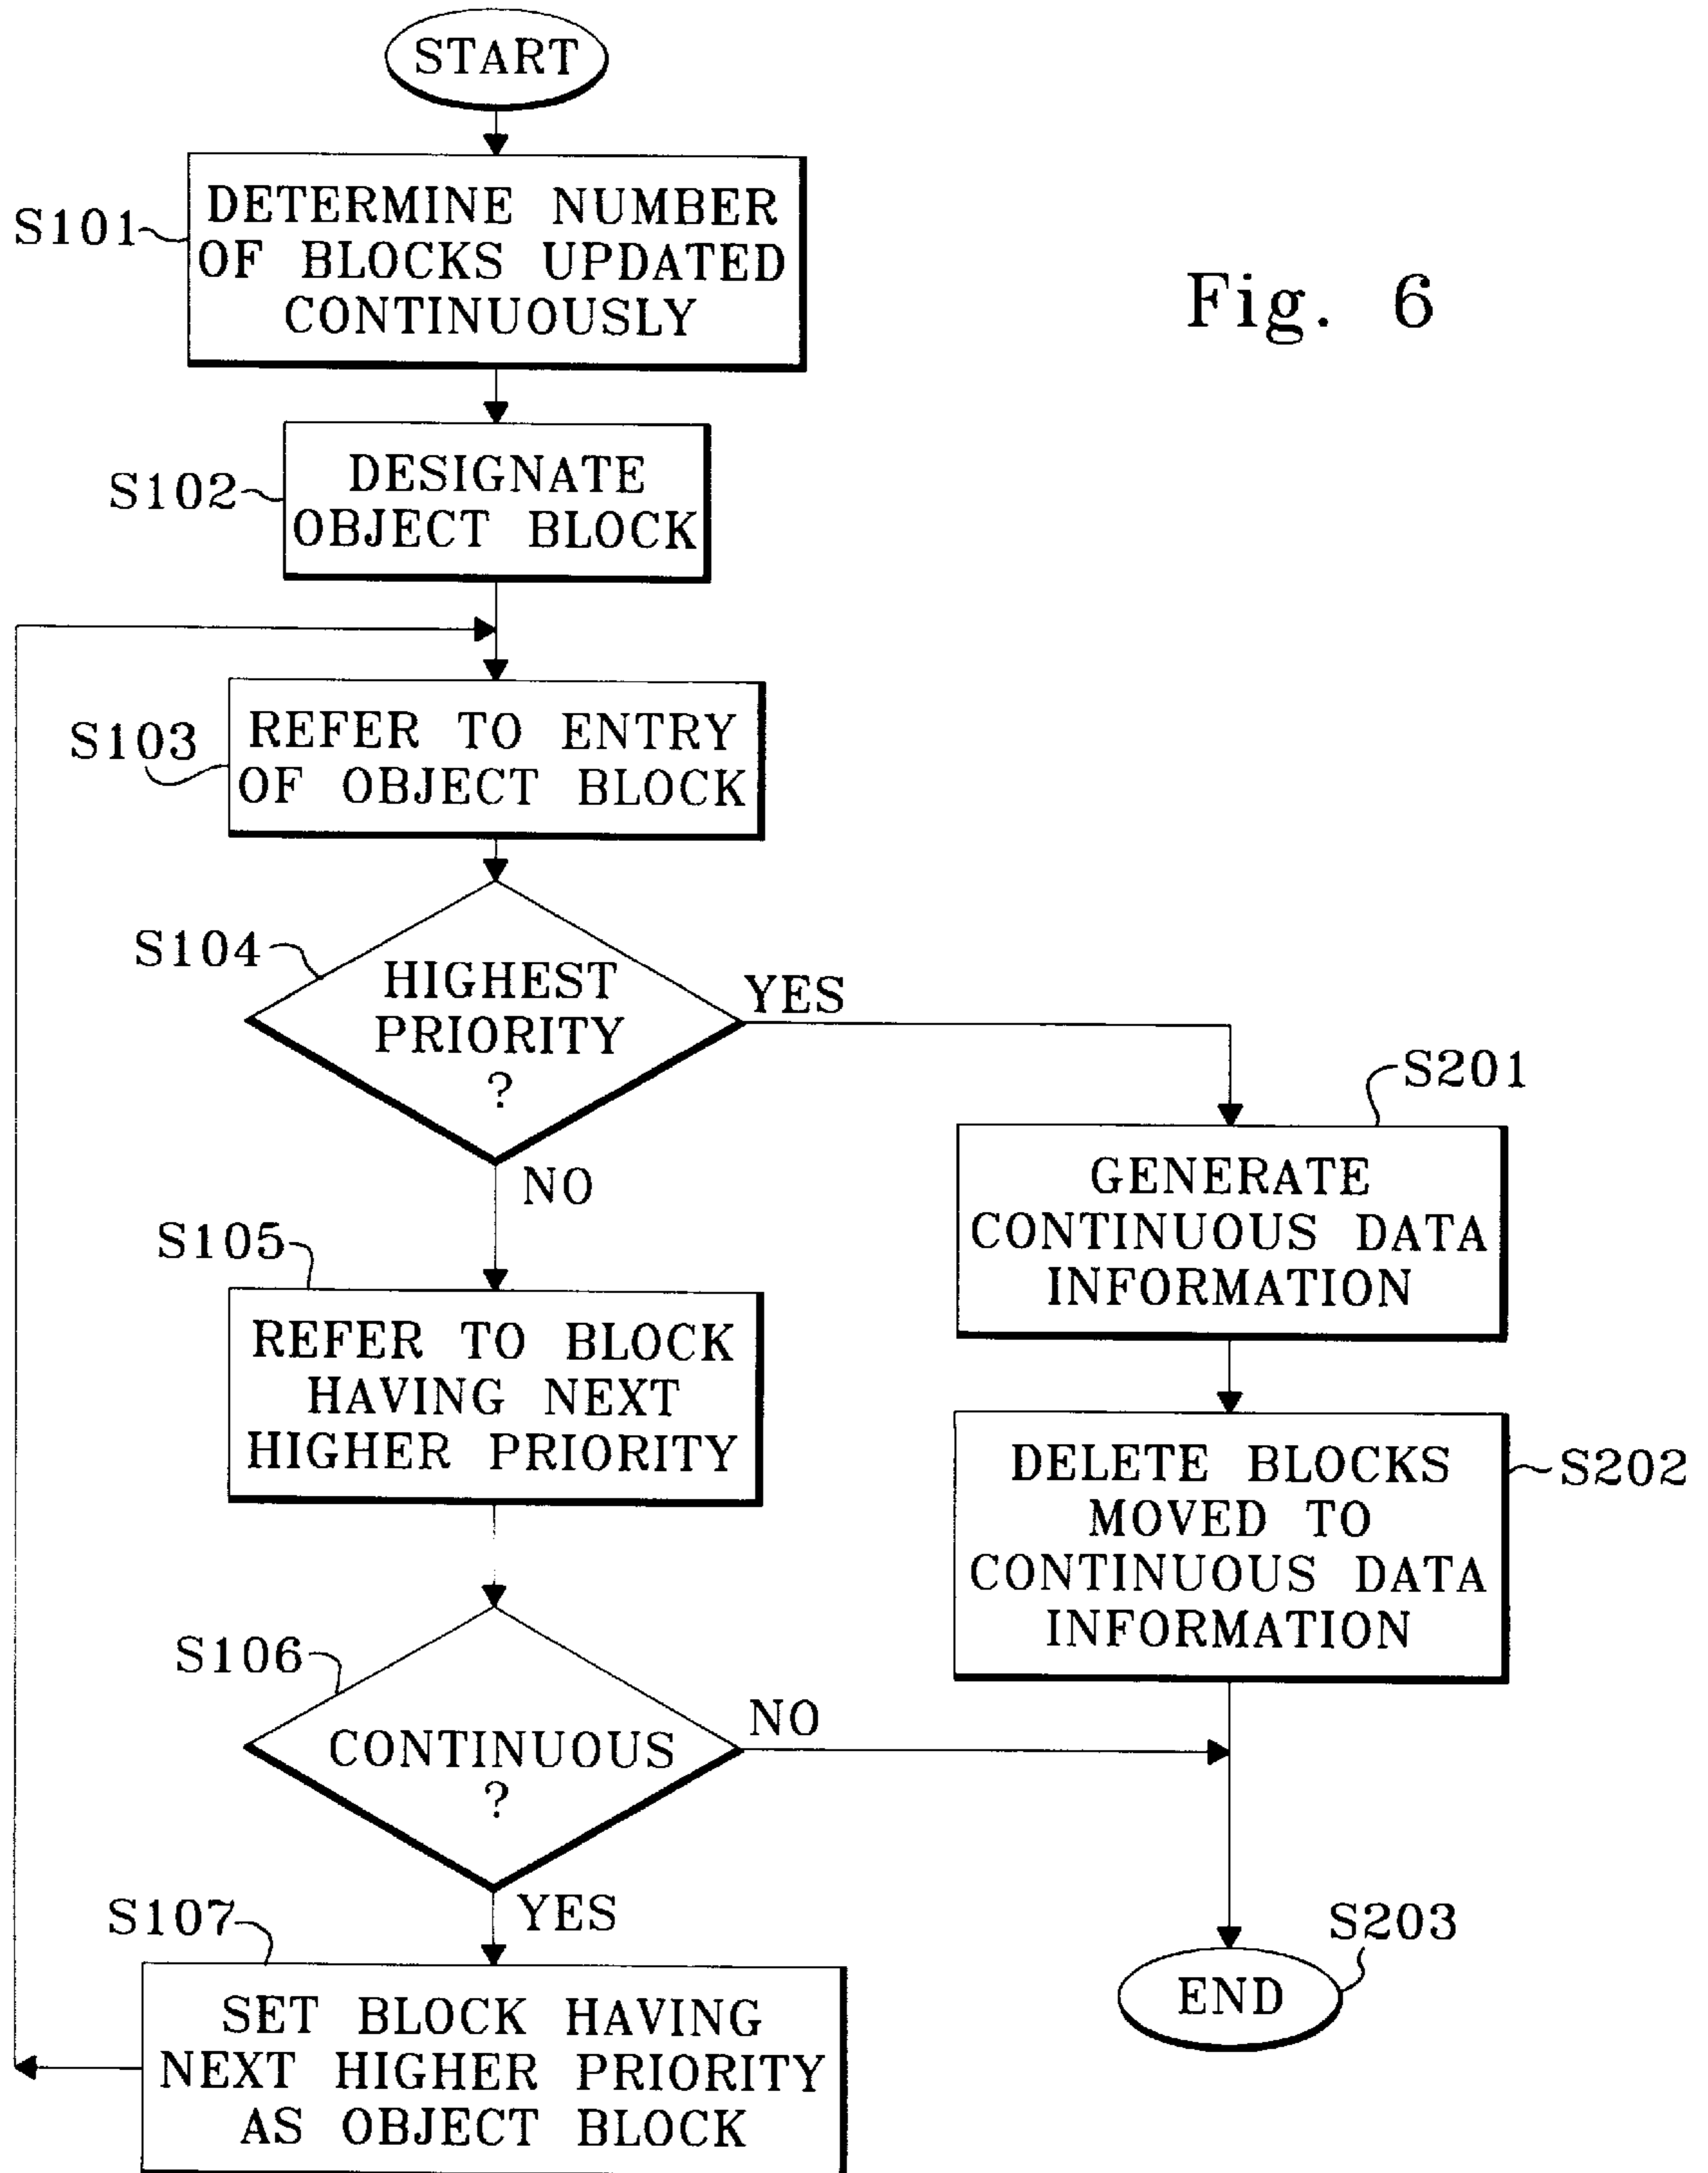 START
S101
DETERMINE NUMBER
OF BLOCKS UPDATED
CONTINUOUSLY
Fig. 6
S102
DESIGNATE
OBJECT BLOCK
S103
REFER TO ENTRY
OF OBJECT BLOCK
S104
HIGHEST
PRIORITY
?
YES
NO
S201
GENERATE
CONTINUOUS DATA
INFORMATION
S105
REFER TO BLOCK
HAVING NEXT
HIGHER PRIORITY
S202
DELETE BLOCKS
MOVED TO
CONTINUOUS DATA
INFORMATION
S106
CONTINUOUS
?
NO
YES
S107
SET BLOCK HAVING
NEXT HIGHER PRIORITY
AS OBJECT BLOCK
S203
END